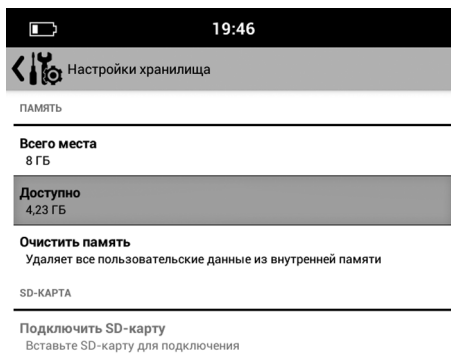 19:46
Настройки хранилища
ПАМЯТЬ
Всего места
8 ГБ
Доступно
4,23 ГБ
Очистить память
Удаляет все пользовательские данные из внутренней памяти
SD-КАРТА
Подключить SD-карту
Вставьте SD-карту для подключения